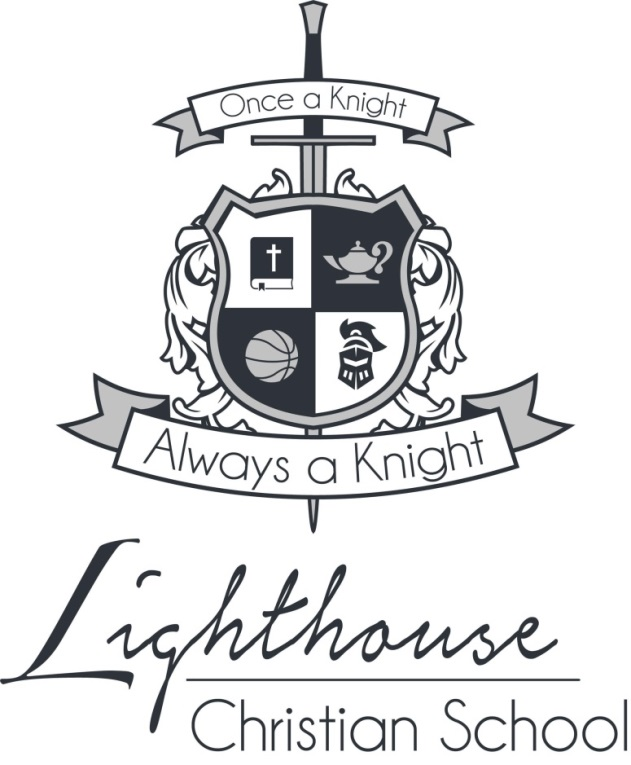 Once a Knight
Always a Knight
Lighthouse
Christian School